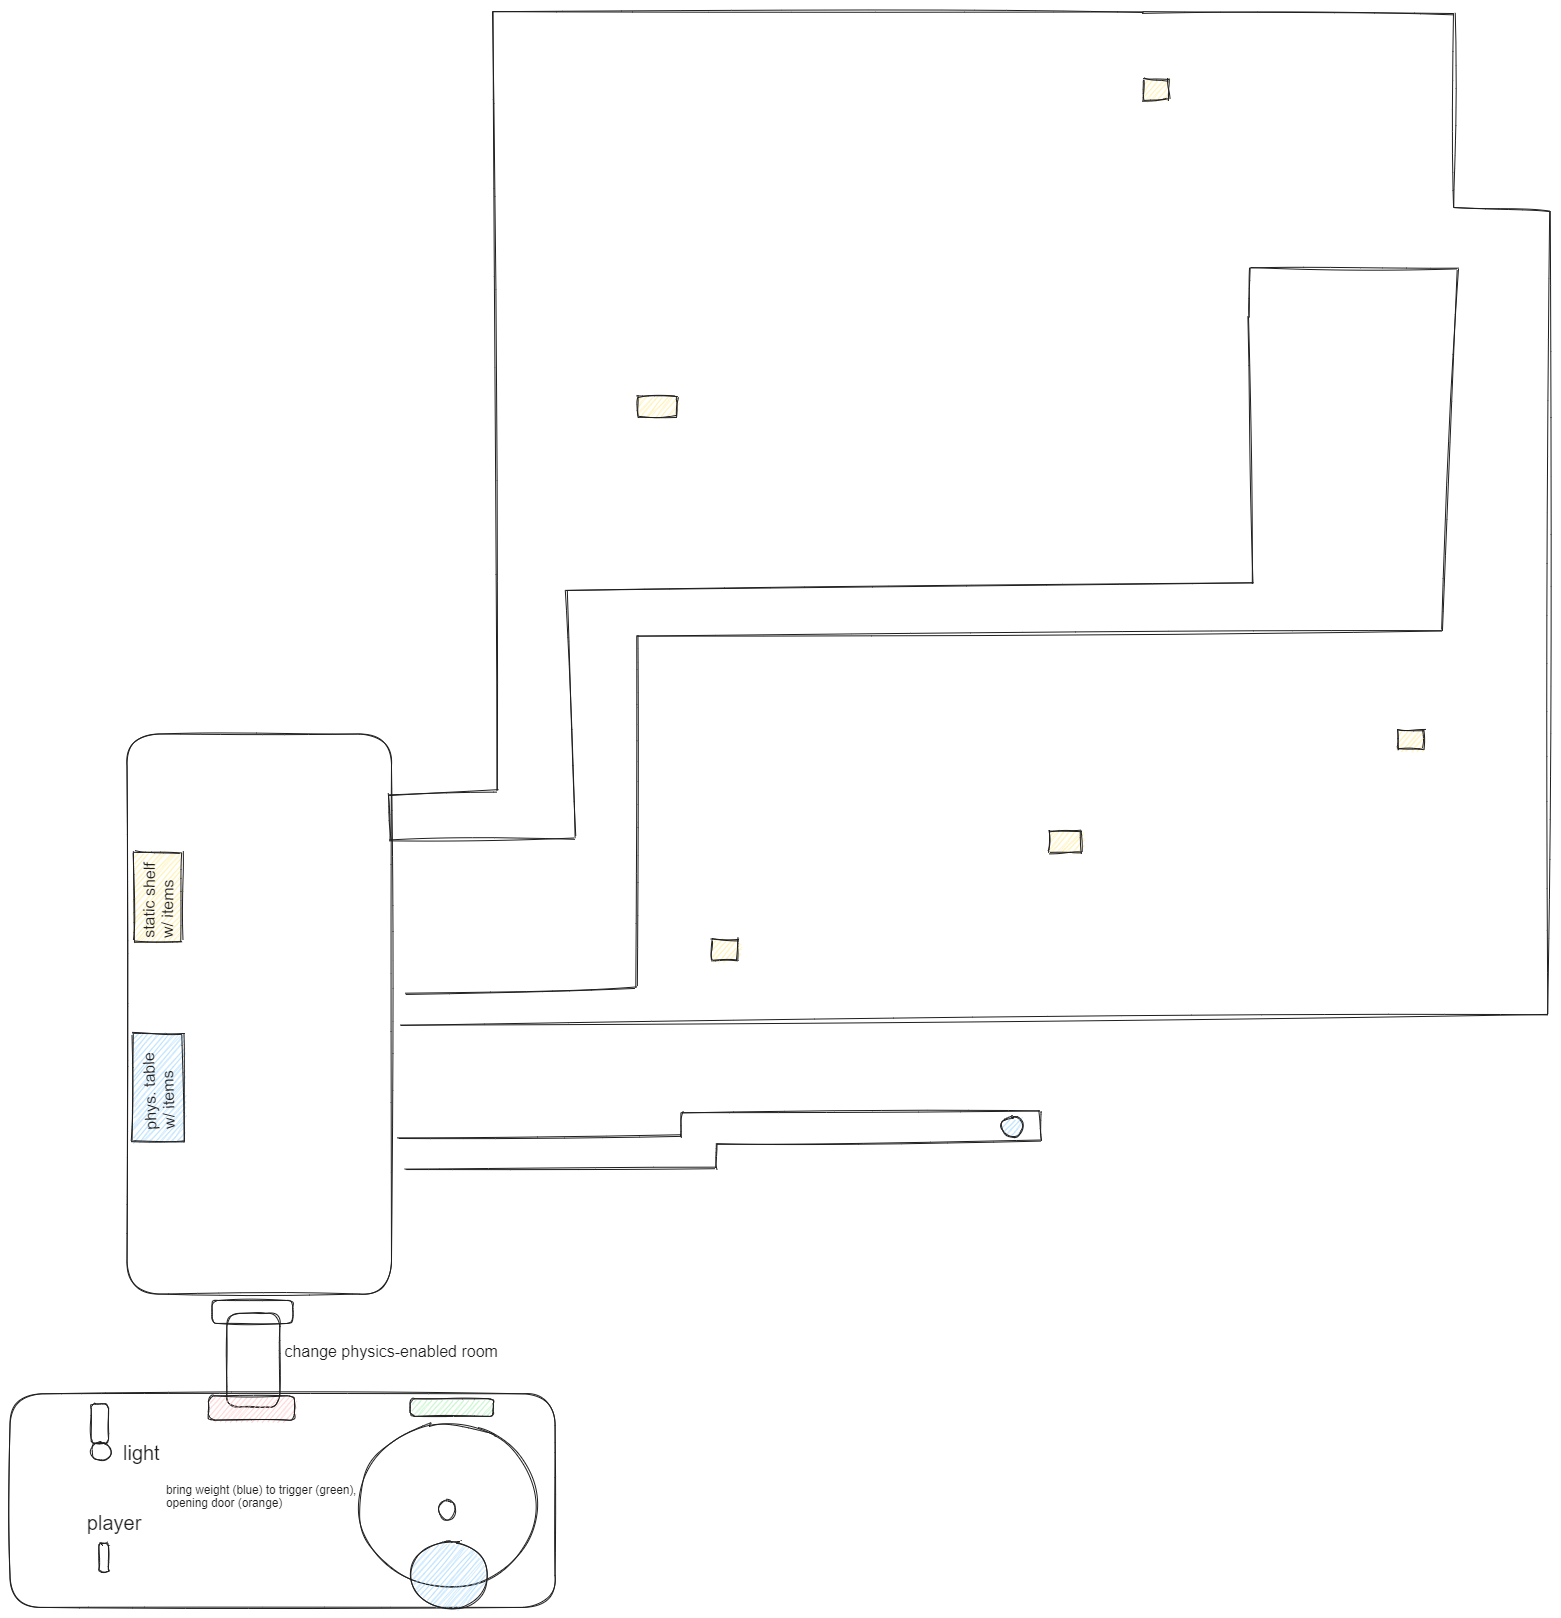 static shelf
w/ items
phys. table
w/ items
change physics-enabled room
light
bring weight (blue) to trigger (green),
opening door (orange)
player